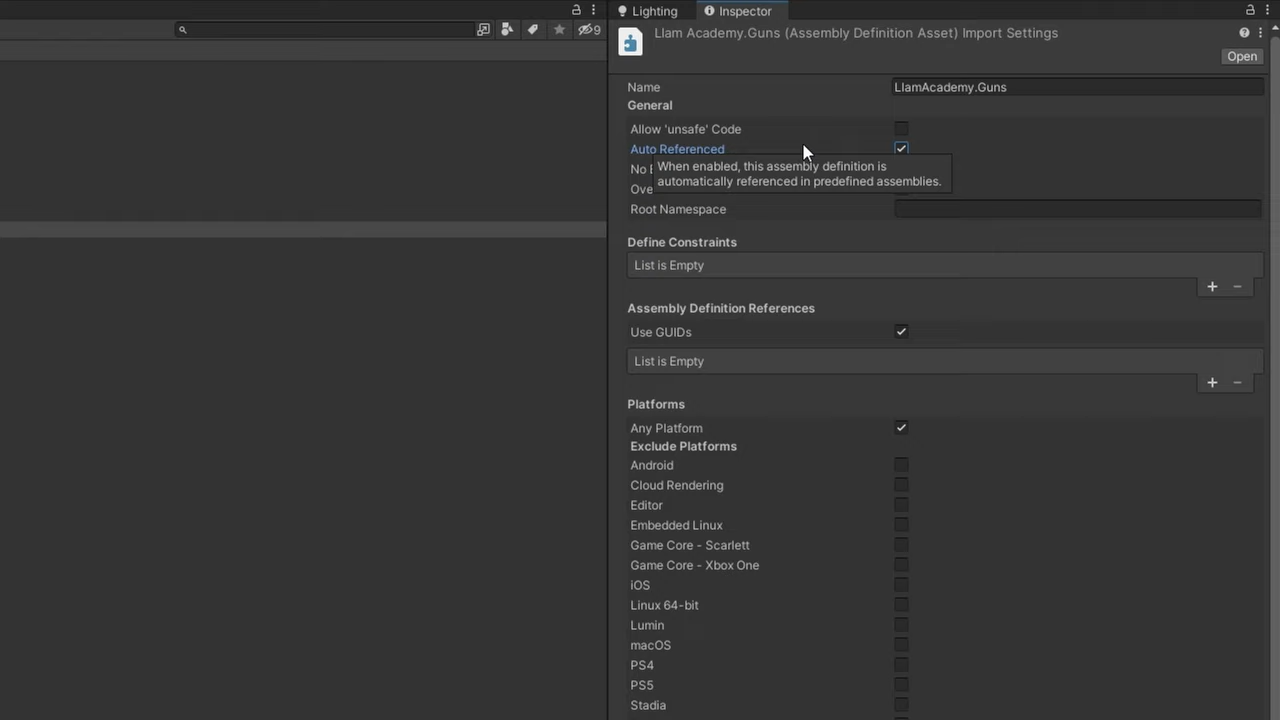 9
Lighting
Inspector
Llam Academy.Guns (Assembly Definition Asset) Import Settings
Open
Name LlamAcademy.Guns
General
Allow 'unsafe' Code
Auto Referenced
When enabled, this assembly definition is
automatically referenced in predefined assemblies.
Root Namespace
Define Constraints
List is Empty
Assembly Definition References
Use GUIDs
List is Empty
Platforms
Any Platform
Exclude Platforms
Android
Cloud Rendering
Editor
Embedded Linux
Game Core - Scarlett
Game Core - Xbox One
iOS
Linux 64-bit
Lumin
macOS
PS4
PS5
Stadia